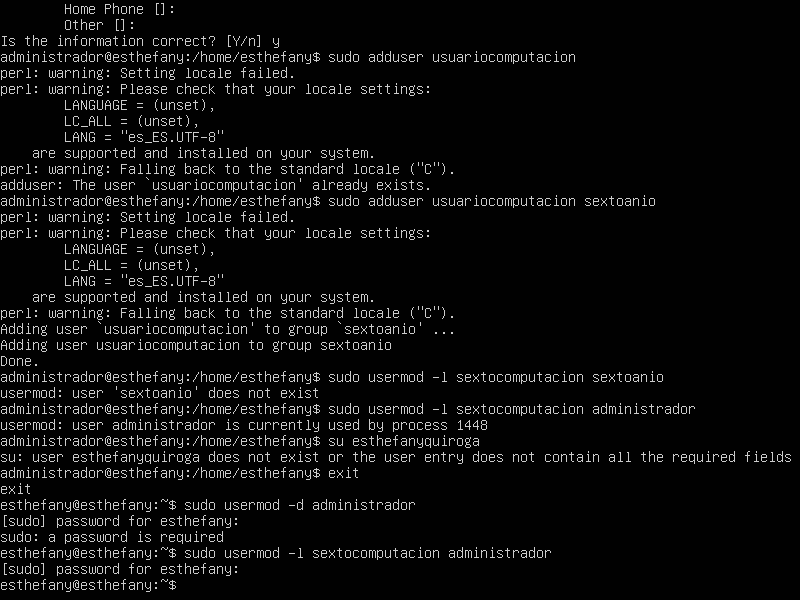 Home Phone []:
Other []:
Is the information correct? [Y/n] y
administrador@esthefany:/home/esthefany$ sudo adduser usuariocomputacion
perl: warning: Setting locale failed.
perl: warning: Please check that your locale settings:
LANGUAGE = (unset),
LC_ALL = (unset),
LANG = "es_ES.UTF-8"
are supported and installed on your system.
perl: warning: Falling back to the standard locale ("C").
adduser: The user `usuariocomputacion' already exists.
administrador@esthefany:/home/esthefany$ sudo adduser usuariocomputacion sextoanio
perl: warning: Setting locale failed.
perl: warning: Please check that your locale settings:
LANGUAGE = (unset),
LC_ALL = (unset),
LANG = "es_ES.UTF-8"
are supported and installed on your system.
perl: warning: Falling back to the standard locale ("C").
Adding user `usuariocomputacion' to group `sextoanio' ...
Adding user usuariocomputacion to group sextoanio
Done.
administrador@esthefany:/home/esthefany$ sudo usermod -l sextocomputacion sextoanio
usermod: user 'sextoanio' does not exist
administrador@esthefany:/home/esthefany$ sudo usermod -l sextocomputacion administrador
usermod: user administrador is currently used by process 1448
administrador@esthefany:/home/esthefany$ su esthefanyquiroga
su: user esthefanyquiroga does not exist or the user entry does not contain all the required fields
administrador@esthefany:/home/esthefany$ exit
exit
esthefany@esthefany:~$ sudo usermod -d administrador
[sudo] password for esthefany:
sudo: a password is required
esthefany@esthefany:~$ sudo usermod -l sextocomputacion administrador
[sudo] password for esthefany:
esthefany@esthefany:~$